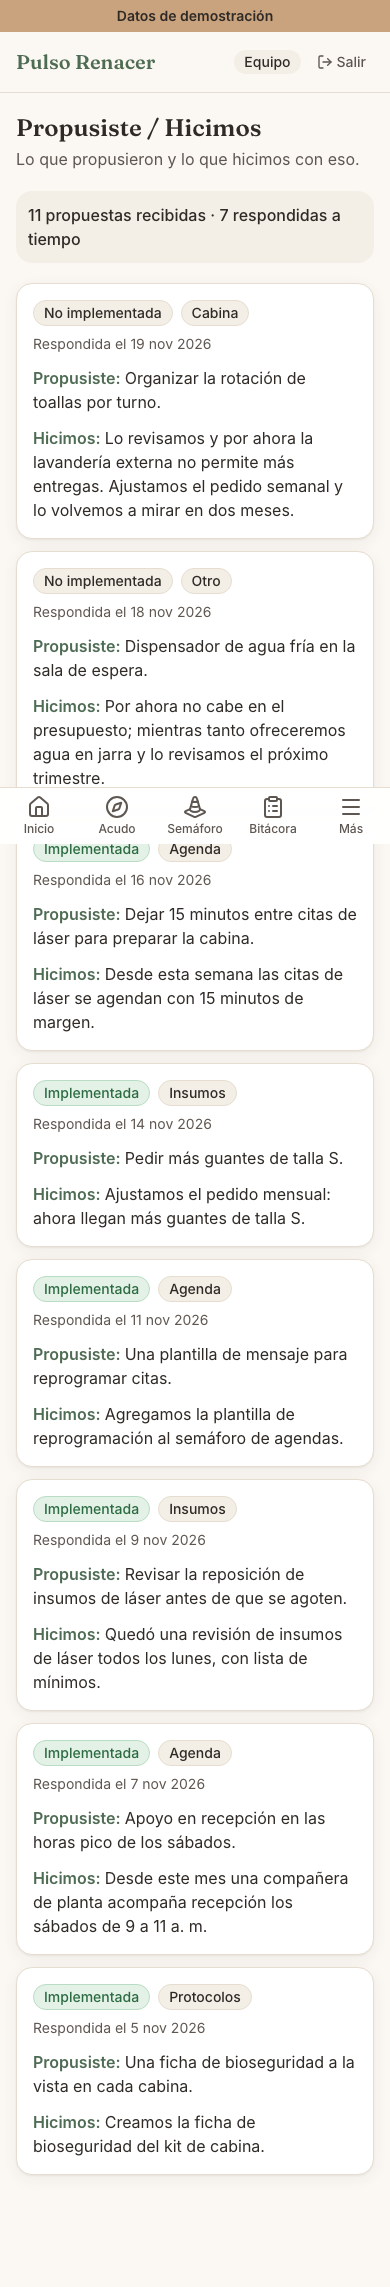 Datos de demostración
Pulso Renacer
Equipo
Salir
Propusiste / Hicimos
Lo que propusieron y lo que hicimos con eso.
11 propuestas recibidas · 7 respondidas a
tiempo
No implementada Cabina
Respondida el 19 nov 2026
Propusiste: Organizar la rotación de
toallas por turno.
Hicimos: Lo revisamos y por ahora la
lavandería externa no permite más
entregas. Ajustamos el pedido semanal y
lo volvemos a mirar en dos meses.
No implementada Otro
Respondida el 18 nov 2026
Propusiste: Dispensador de agua fría en la
sala de espera.
Hicimos: Por ahora no cabe en el
presupuesto; mientras tanto ofreceremos
agua en jarra y lo revisamos el próximo
trimestre.
Inicio Acudo Semáforo Bitácora Más
Implementada Agenda
Respondida el 16 nov 2026
Propusiste: Dejar 15 minutos entre citas de
láser para preparar la cabina.
Hicimos: Desde esta semana las citas de
láser se agendan con 15 minutos de
margen.
Implementada Insumos
Respondida el 14 nov 2026
Propusiste: Pedir más guantes de talla S.
Hicimos: Ajustamos el pedido mensual:
ahora llegan más guantes de talla S.
Implementada Agenda
Respondida el 11 nov 2026
Propusiste: Una plantilla de mensaje para
reprogramar citas.
Hicimos: Agregamos la plantilla de
reprogramación al semáforo de agendas.
Implementada Insumos
Respondida el 9 nov 2026
Propusiste: Revisar la reposición de
insumos de láser antes de que se agoten.
Hicimos: Quedó una revisión de insumos
de láser todos los lunes, con lista de
mínimos.
Implementada Agenda
Respondida el 7 nov 2026
Propusiste: Apoyo en recepción en las
horas pico de los sábados.
Hicimos: Desde este mes una compañera
de planta acompaña recepción los
sábados de 9 a 11 a. m.
Implementada Protocolos
Respondida el 5 nov 2026
Propusiste: Una ficha de bioseguridad a la
vista en cada cabina.
Hicimos: Creamos la ficha de
bioseguridad del kit de cabina.